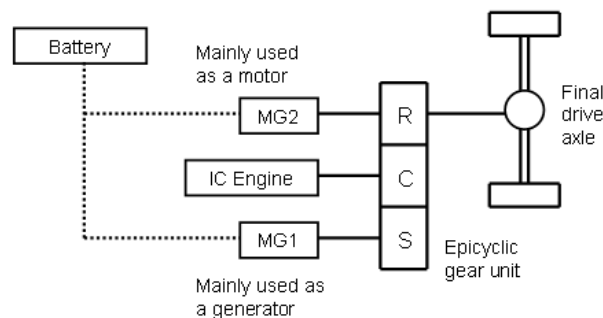 Battery
Mainly used
as a motor
MG2
R
Final
drive
axle
IC Engine
C
MG1
S
Epicyclic
gear unit
Mainly used as
a generator